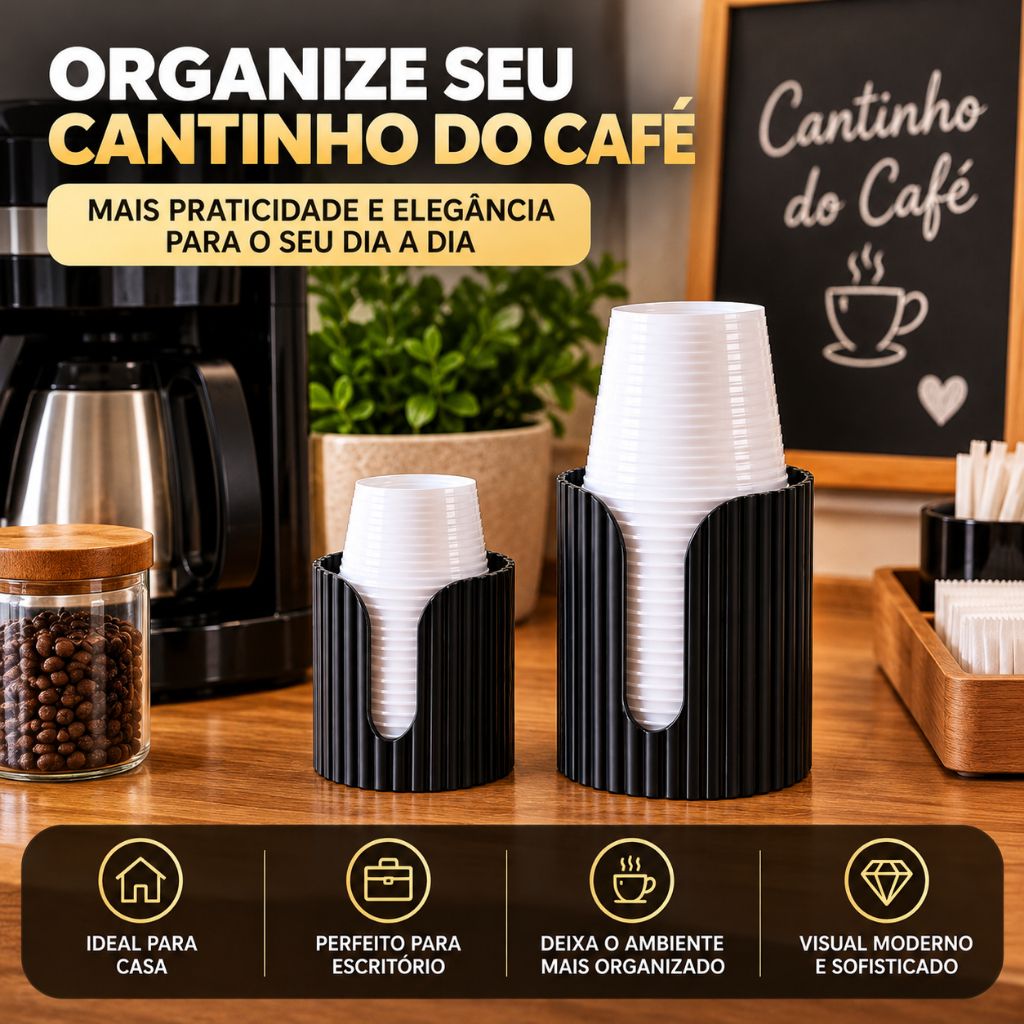 ORGANIZE SEU
CANTINHO DO CAFÉ
MAIS PRATICIDADE E ELEGÂNCIA
PARA O SEU DIA A DIA
Cantinho
do Café
IDEAL PARA
CASA
PERFEITO PARA
ESCRITÓRIO
DEIXA O AMBIENTE
MAIS ORGANIZADO
VISUAL MODERNO
E SOFISTICADO